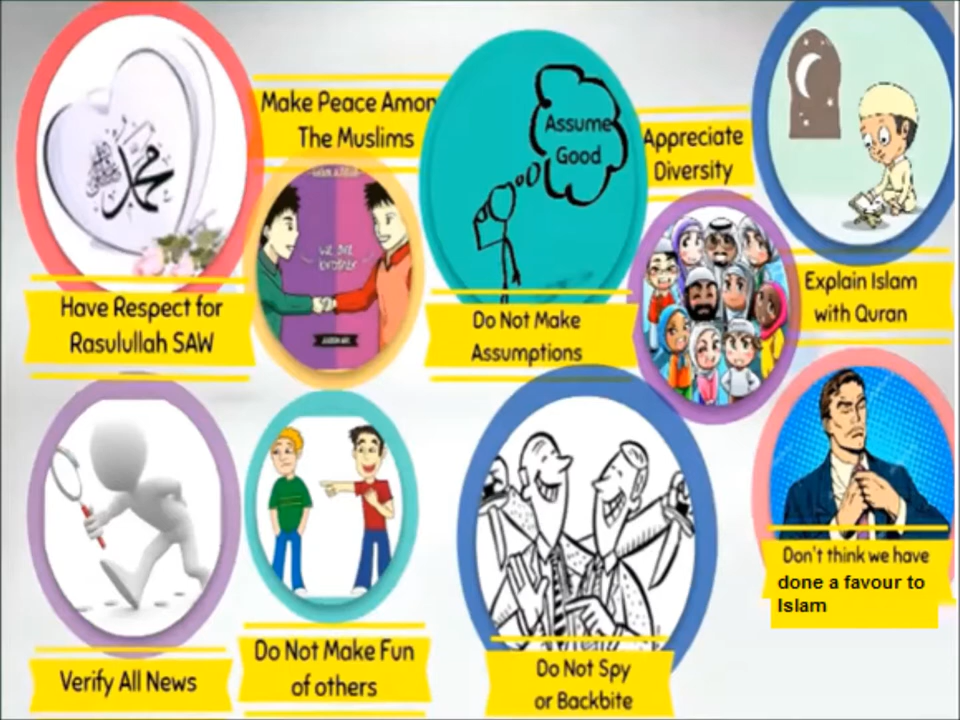 Make Peace Amon
The Muslims
Assume
Good
Appreciate
Diversity
محمد
Have Respect for
Rasulullah SAW
we are
brother
Do Not Make
Assumptions
Explain Islam
with Quran
Verify All News
Do Not Make Fun
of others
Do Not Spy
or Backbite
Don't think we have
done a favour to
Islam